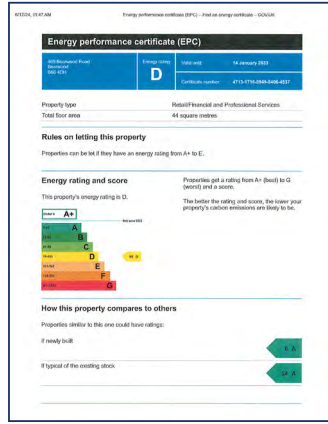 15:47 AM
Energy performance certificate (EPC) – Find an energy certificate – GOV.UK
Energy performance certificate (EPC)
Road
Energy rating
D
Valid until
14 January
Certificate number
Property type
Retail/Financial and Professional Services
Total floor area
44 square metres
Rules on letting this property
Properties can be let if they have an energy rating from A+ to E.
Energy rating and score
This property's energy rating is D.
Properties get a rating from A+ (best) to G
(worst) and a score.
The better the rating and score, the lower your
property's carbon emissions are likely to be.
A+
A
B
C
D
D
E
F
G
How this property compares to others
Properties similar to this one could have ratings:
If newly built
A
If typical of the existing stock
A